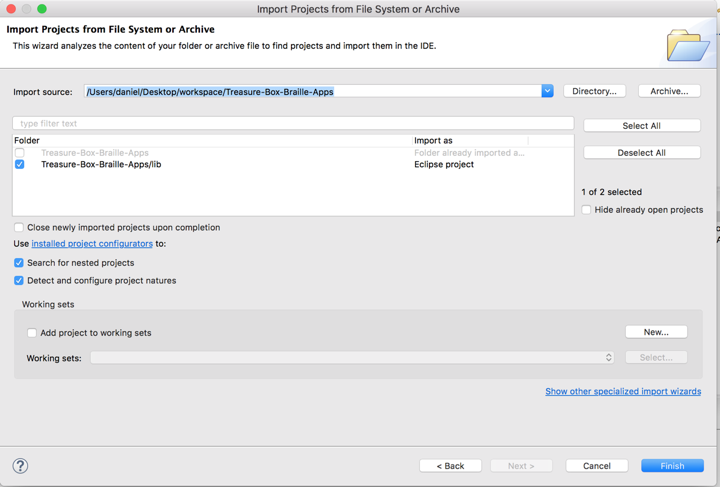 Import Projects from File System or Archive
Import Projects from File System or Archive
This wizard analyzes the content of your folder or archive file to find projects and import them in the IDE.
Import source: /Users/daniel/Desktop/workspace/Treasure-Box-Braille-Apps Directory... Archive...
type filter text
Select All
Folder Import as
Treasure-Box-Braille-Apps Folder already imported a...
Deselect All
Treasure-Box-Braille-Apps/lib Eclipse project
1 of 2 selected
Hide already open projects
Close newly imported projects upon completion
Use installed project configurators to:
Search for nested projects
Detect and configure project natures
Working sets
Add project to working sets New...
Working sets: Select...
Show other specialized import wizards
? < Back Next > Cancel Finish